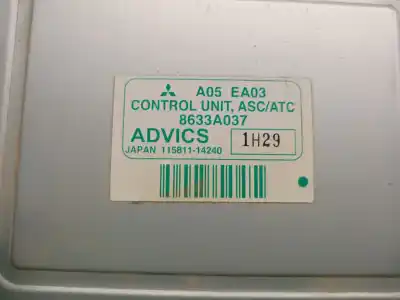 A05 EA03
CONTROL UNIT, ASC/ATC
8633A037
ADVICS 1H29
JAPAN 115811-14240